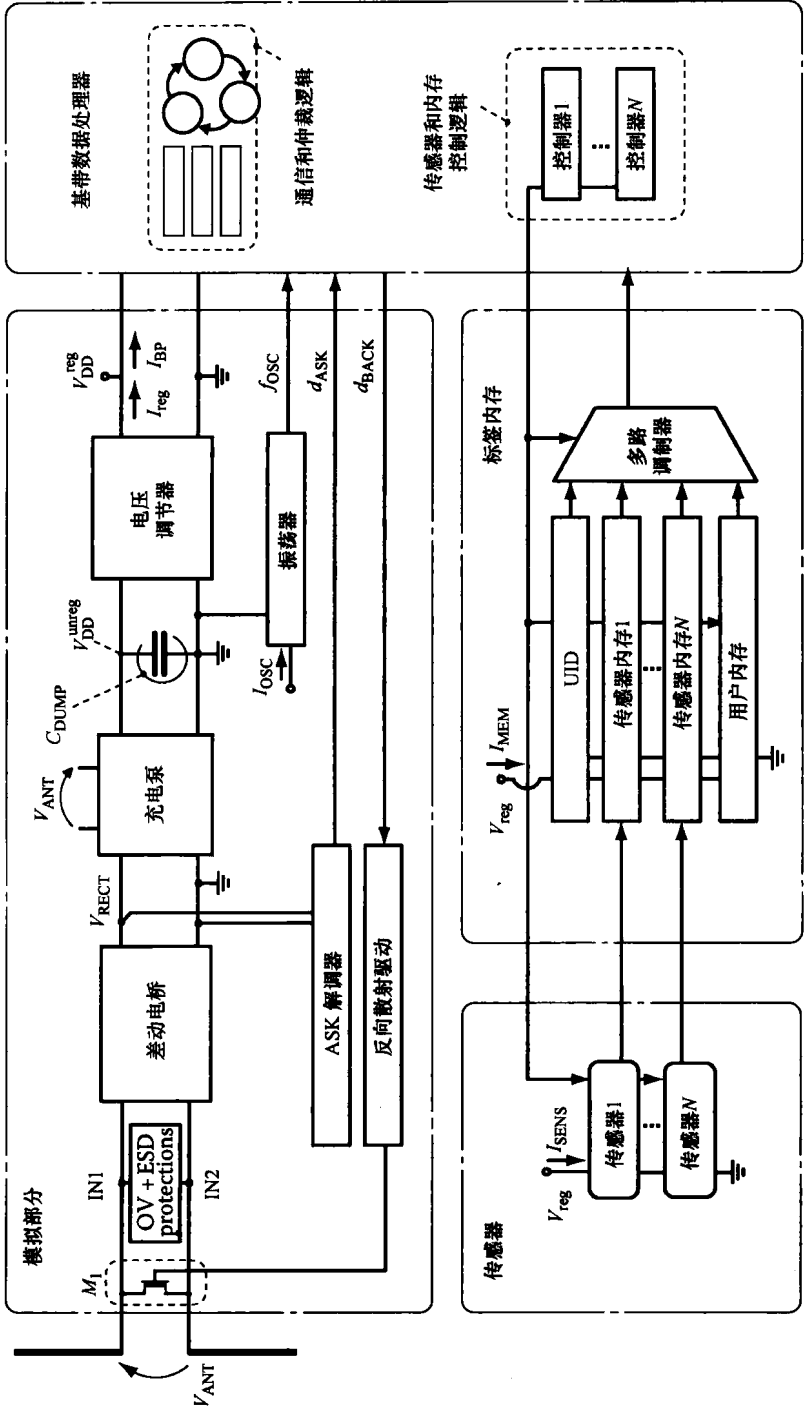 模拟部分
V_ANT
M₁
IN1
OV + ESD
protections
IN2
差动电桥
V_RECT
V_ANT
充电泵
C_DUMP
V_DD^unreg
电压
调节器
V_DD^reg
I_reg
I_BP
I_OSC
振荡器
f_OSC
ASK 解调器
d_ASK
反向散射驱动
d_BACK
基带数据处理器
通信和仲裁逻辑
传感器和内存
控制逻辑
控制器1
控制器N
传感器
V_reg
I_SENS
传感器1
传感器N
标签内存
V_reg
I_MEM
UID
传感器内存1
传感器内存N
用户内存
多路
调制器